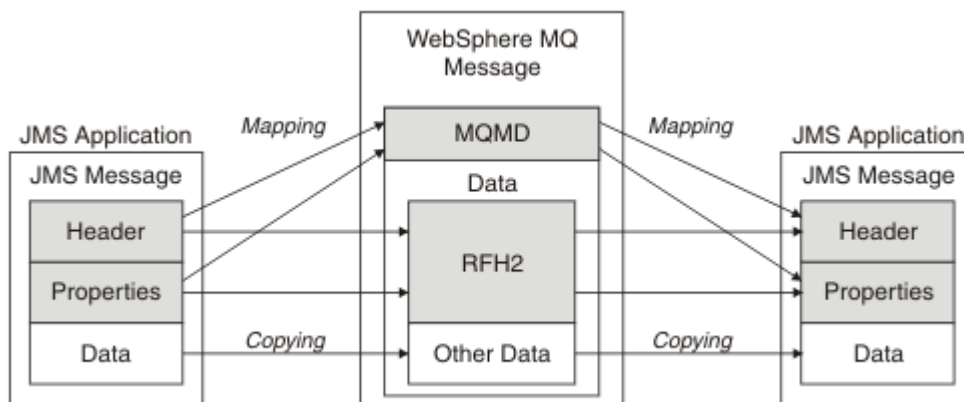 WebSphere MQ
Message
JMS Application
JMS Message
Header
Properties
Data
Mapping
Copying
MQMD
Data
RFH2
Other Data
Mapping
Copying
JMS Application
JMS Message
Header
Properties
Data